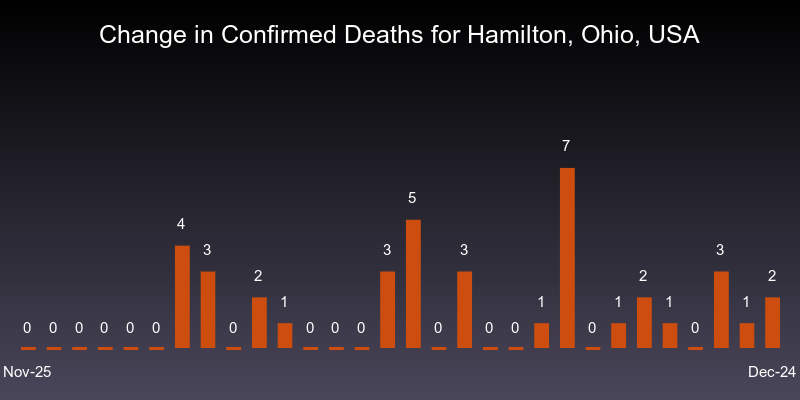 Change in Confirmed Deaths for Hamilton, Ohio, USA
7
5
4
3 3 3 3
2 2 2
1 1 1 1 1
0 0 0 0 0 0 0 0 0 0 0 0 0 0 0
Nov-25 Dec-24